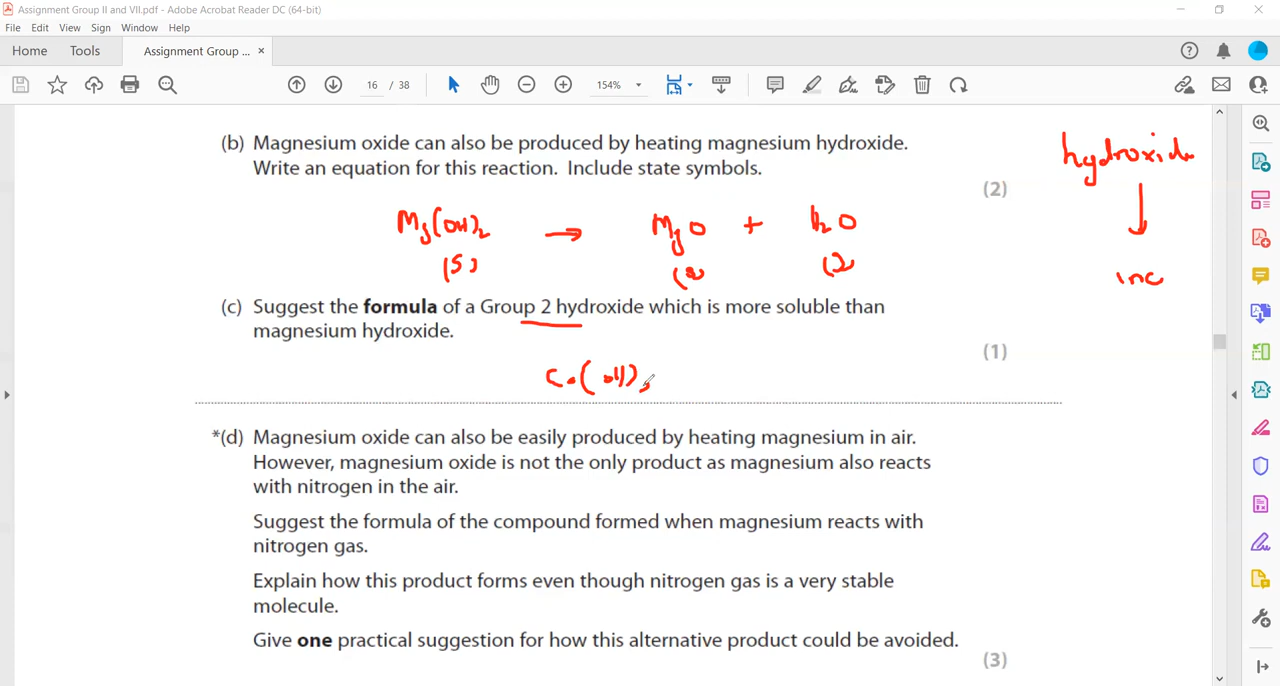 Assignment Group II and VII.pdf - Adobe Acrobat Reader DC (64-bit)
File Edit View Sign Window Help
Home Tools Assignment Group ... ×
16 / 38 154%
(b) Magnesium oxide can also be produced by heating magnesium hydroxide.
Write an equation for this reaction. Include state symbols.
(2)
hydroxide
↓
inc
Mg(OH)2 → MgO + H2O
(s)
(c) Suggest the formula of a Group 2 hydroxide which is more soluble than
magnesium hydroxide.
(1)
Ca(OH)2
*(d) Magnesium oxide can also be easily produced by heating magnesium in air.
However, magnesium oxide is not the only product as magnesium also reacts
with nitrogen in the air.
Suggest the formula of the compound formed when magnesium reacts with
nitrogen gas.
Explain how this product forms even though nitrogen gas is a very stable
molecule.
Give one practical suggestion for how this alternative product could be avoided.
(3)